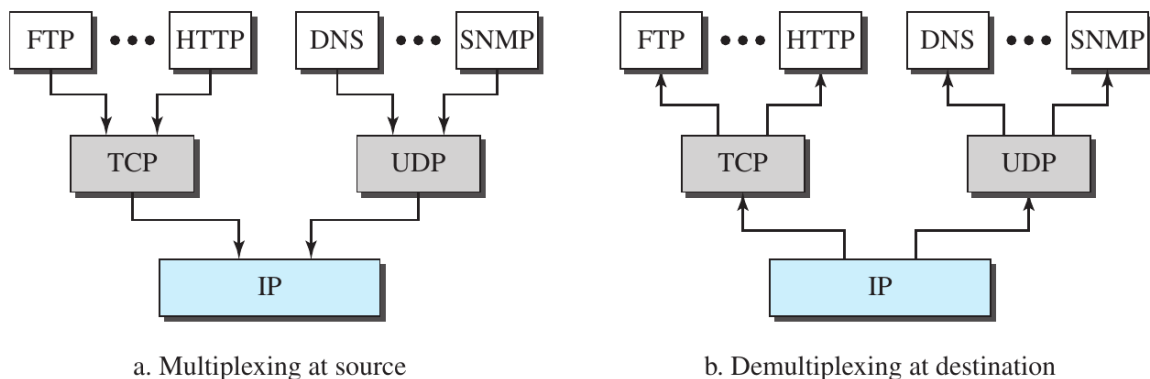 FTP ••• HTTP DNS ••• SNMP FTP ••• HTTP DNS ••• SNMP
TCP UDP TCP UDP
IP IP
a. Multiplexing at source b. Demultiplexing at destination